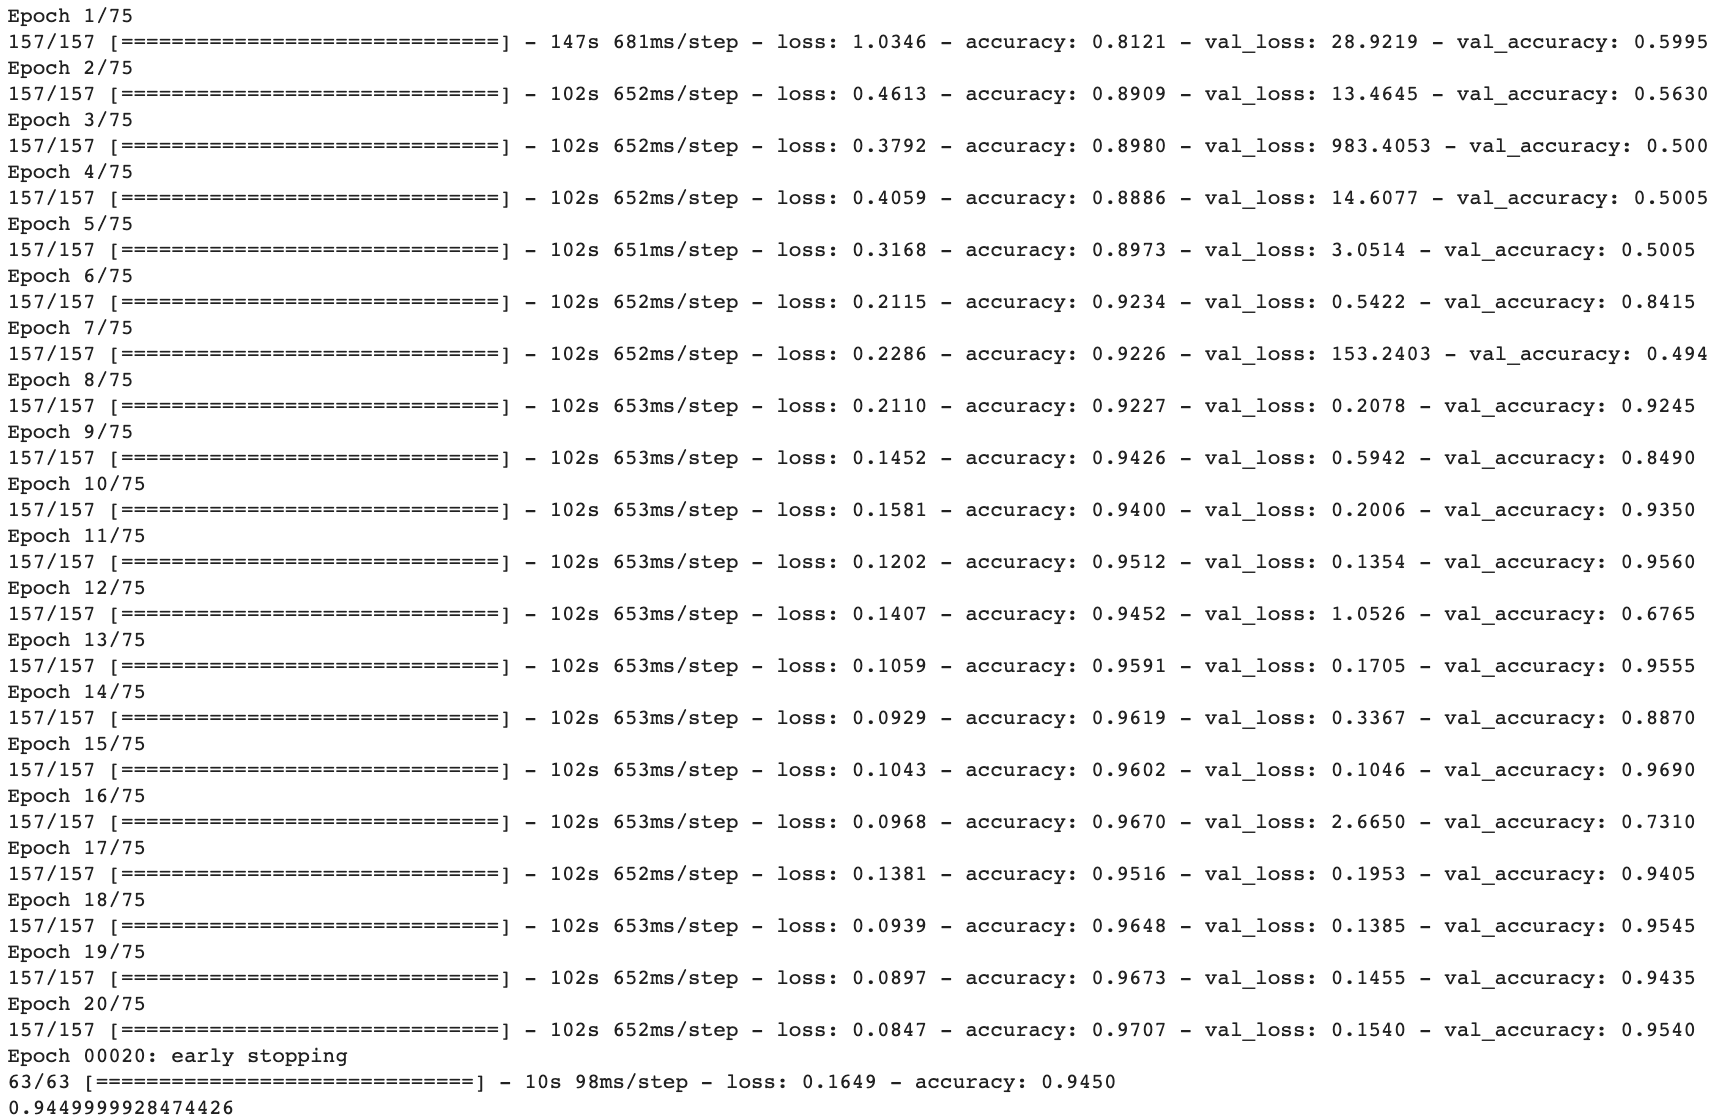 Epoch 1/75
157/157 [==============================] - 147s 681ms/step - loss: 1.0346 - accuracy: 0.8121 - val_loss: 28.9219 - val_accuracy: 0.5995
Epoch 2/75
157/157 [==============================] - 102s 652ms/step - loss: 0.4613 - accuracy: 0.8909 - val_loss: 13.4645 - val_accuracy: 0.5630
Epoch 3/75
157/157 [==============================] - 102s 652ms/step - loss: 0.3792 - accuracy: 0.8980 - val_loss: 983.4053 - val_accuracy: 0.500
Epoch 4/75
157/157 [==============================] - 102s 652ms/step - loss: 0.4059 - accuracy: 0.8886 - val_loss: 14.6077 - val_accuracy: 0.5005
Epoch 5/75
157/157 [==============================] - 102s 651ms/step - loss: 0.3168 - accuracy: 0.8973 - val_loss: 3.0514 - val_accuracy: 0.5005
Epoch 6/75
157/157 [==============================] - 102s 652ms/step - loss: 0.2115 - accuracy: 0.9234 - val_loss: 0.5422 - val_accuracy: 0.8415
Epoch 7/75
157/157 [==============================] - 102s 652ms/step - loss: 0.2286 - accuracy: 0.9226 - val_loss: 153.2403 - val_accuracy: 0.494
Epoch 8/75
157/157 [==============================] - 102s 653ms/step - loss: 0.2110 - accuracy: 0.9227 - val_loss: 0.2078 - val_accuracy: 0.9245
Epoch 9/75
157/157 [==============================] - 102s 653ms/step - loss: 0.1452 - accuracy: 0.9426 - val_loss: 0.5942 - val_accuracy: 0.8490
Epoch 10/75
157/157 [==============================] - 102s 653ms/step - loss: 0.1581 - accuracy: 0.9400 - val_loss: 0.2006 - val_accuracy: 0.9350
Epoch 11/75
157/157 [==============================] - 102s 653ms/step - loss: 0.1202 - accuracy: 0.9512 - val_loss: 0.1354 - val_accuracy: 0.9560
Epoch 12/75
157/157 [==============================] - 102s 653ms/step - loss: 0.1407 - accuracy: 0.9452 - val_loss: 1.0526 - val_accuracy: 0.6765
Epoch 13/75
157/157 [==============================] - 102s 653ms/step - loss: 0.1059 - accuracy: 0.9591 - val_loss: 0.1705 - val_accuracy: 0.9555
Epoch 14/75
157/157 [==============================] - 102s 653ms/step - loss: 0.0929 - accuracy: 0.9619 - val_loss: 0.3367 - val_accuracy: 0.8870
Epoch 15/75
157/157 [==============================] - 102s 653ms/step - loss: 0.1043 - accuracy: 0.9602 - val_loss: 0.1046 - val_accuracy: 0.9690
Epoch 16/75
157/157 [==============================] - 102s 653ms/step - loss: 0.0968 - accuracy: 0.9670 - val_loss: 2.6650 - val_accuracy: 0.7310
Epoch 17/75
157/157 [==============================] - 102s 652ms/step - loss: 0.1381 - accuracy: 0.9516 - val_loss: 0.1953 - val_accuracy: 0.9405
Epoch 18/75
157/157 [==============================] - 102s 653ms/step - loss: 0.0939 - accuracy: 0.9648 - val_loss: 0.1385 - val_accuracy: 0.9545
Epoch 19/75
157/157 [==============================] - 102s 652ms/step - loss: 0.0897 - accuracy: 0.9673 - val_loss: 0.1455 - val_accuracy: 0.9435
Epoch 20/75
157/157 [==============================] - 102s 652ms/step - loss: 0.0847 - accuracy: 0.9707 - val_loss: 0.1540 - val_accuracy: 0.9540
Epoch 00020: early stopping
63/63 [==============================] - 10s 98ms/step - loss: 0.1649 - accuracy: 0.9450
0.9449999928474426